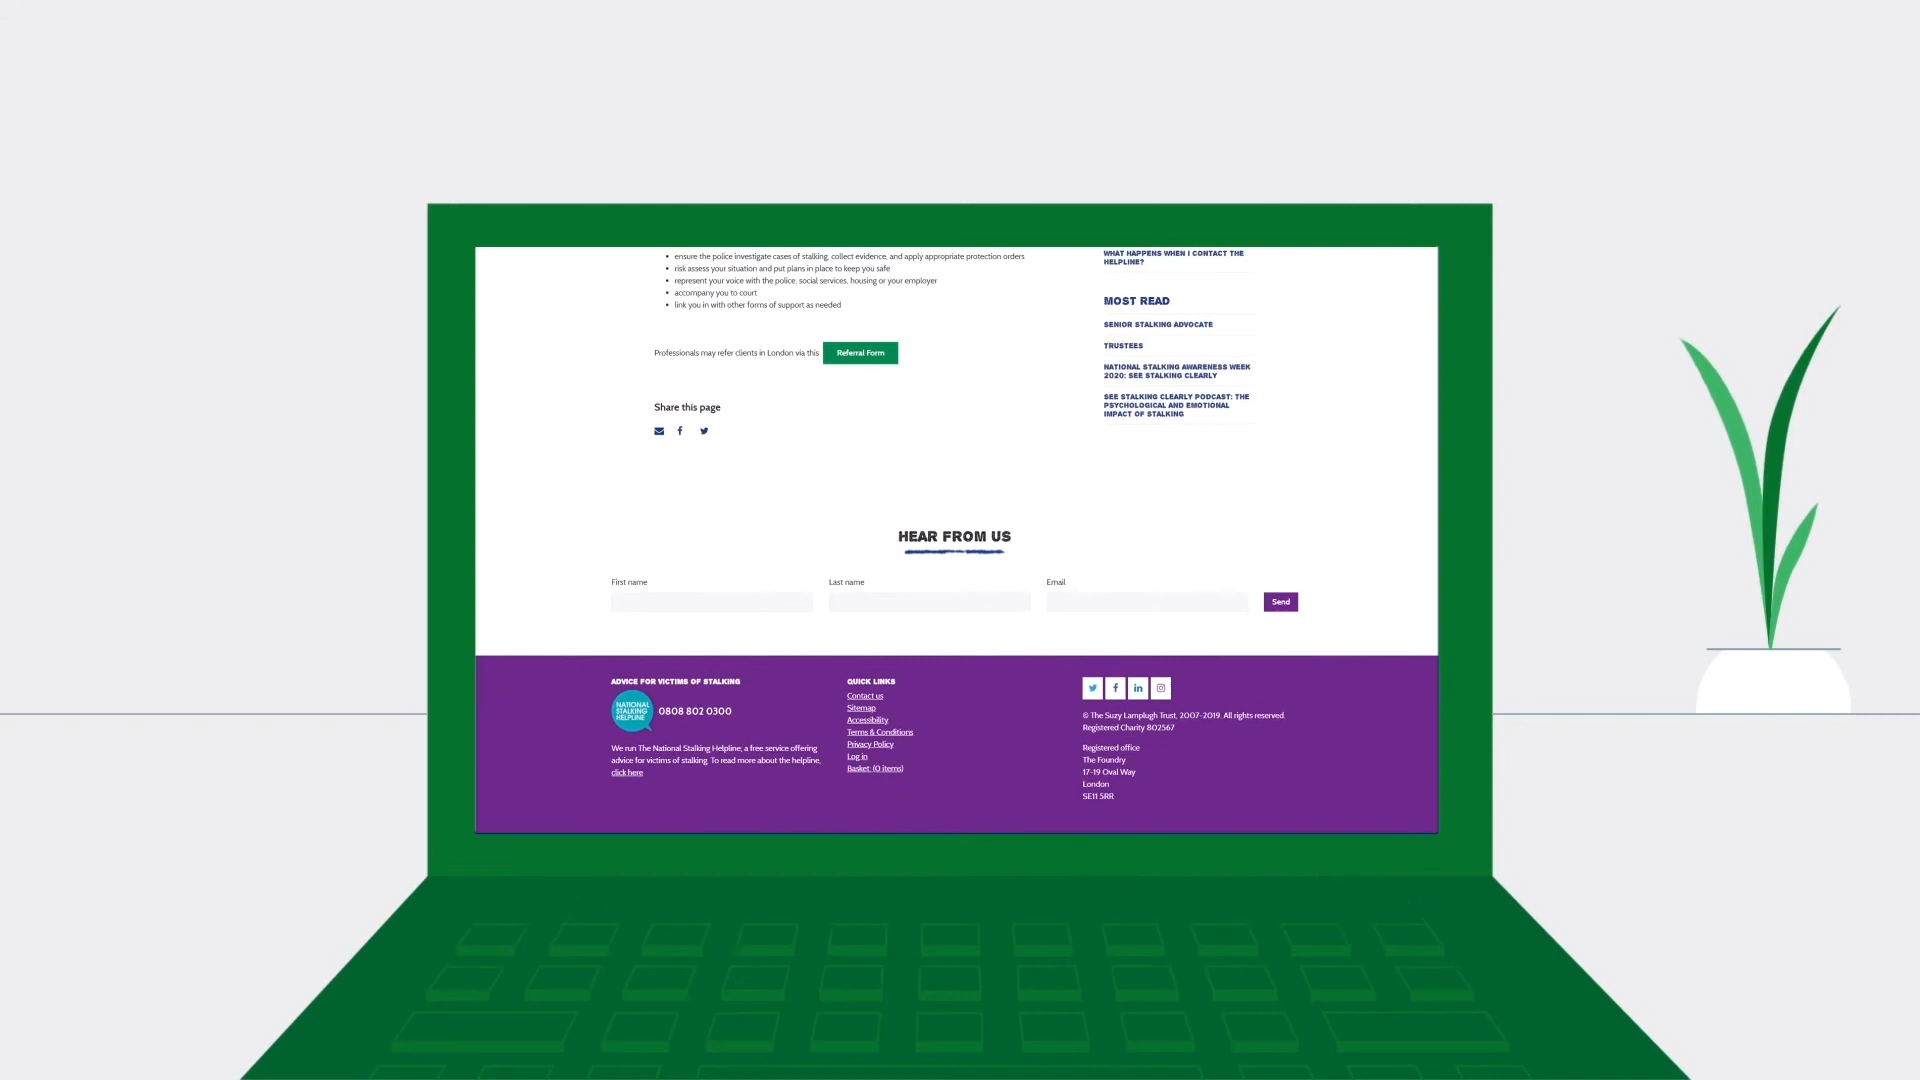 ensure the police investigate cases of stalking, collect evidence, and apply appropriate protection orders
risk assess your situation and put plans in place to keep you safe
represent your voice with the police, social services, housing or your employer
accompany you to court
link you in with other forms of support as needed
Professionals may refer clients in London via this
Referral Form
Share this page
WHAT HAPPENS WHEN I CONTACT THE
HELPLINE?
MOST READ
SENIOR STALKING ADVOCATE
TRUSTEES
NATIONAL STALKING AWARENESS WEEK
2020: SEE STALKING CLEARLY
SEE STALKING CLEARLY PODCAST: THE
PSYCHOLOGICAL AND EMOTIONAL
IMPACT OF STALKING
HEAR FROM US
First name
Last name
Email
Send
ADVICE FOR VICTIMS OF STALKING
NATIONAL
STALKING
HELPLINE
0808 802 0300
We run The National Stalking Helpline; a free service offering
advice for victims of stalking. To read more about the helpline,
click here
QUICK LINKS
Contact us
Sitemap
Accessibility
Terms & Conditions
Privacy Policy
Log in
Basket: (0 items)
© The Suzy Lamplugh Trust, 2007-2019. All rights reserved.
Registered Charity 802567
Registered office
The Foundry
17-19 Oval Way
London
SE11 5RR